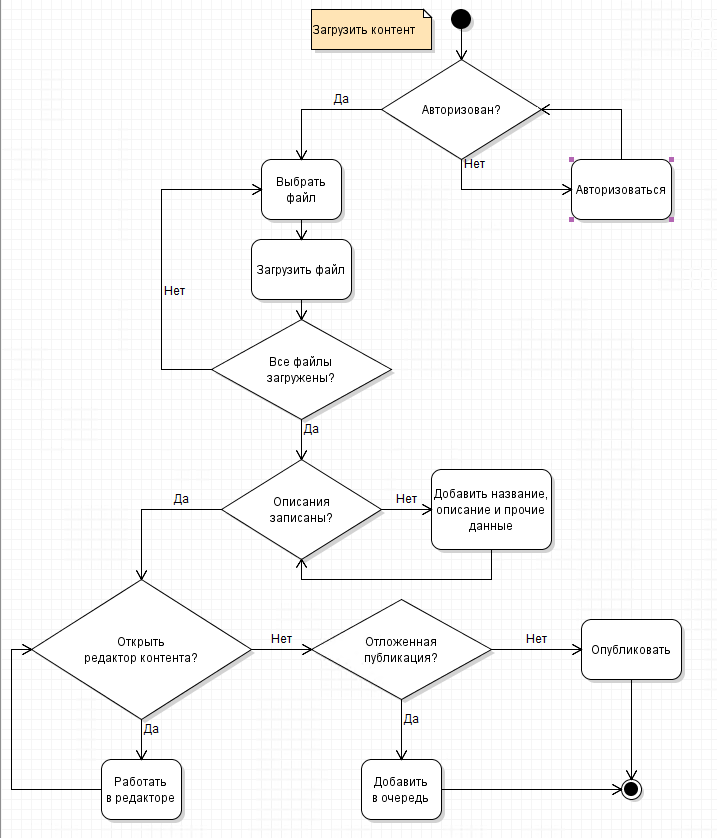 Загрузить контент
Авторизован?
Да
Нет
Авторизоваться
Выбрать
файл
Загрузить файл
Нет
Все файлы
загружены?
Да
Описания
записаны?
Да
Нет
Добавить название,
описание и прочие
данные
Открыть
редактор контента?
Нет
Отложенная
публикация?
Нет
Опубликовать
Да
Да
Работать
в редакторе
Добавить
в очередь